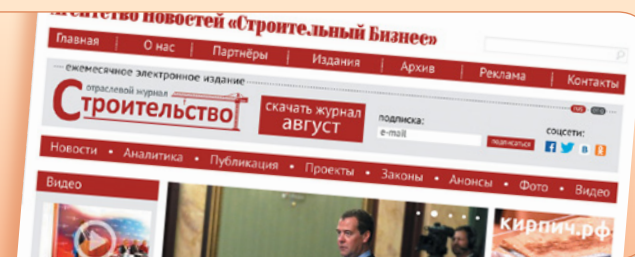 Агентство новостей «Строительный Бизнес»
Главная О нас Партнёры Издания Архив Реклама Контакты
ежемесячное электронное издание
отраслевой журнал
Строительство
скачать журнал
август
подписка:
e-mail
подписаться
соцсети:
Новости • Аналитика • Публикация • Проекты • Законы • Анонсы • Фото • Видео
Видео
кирпич.рф